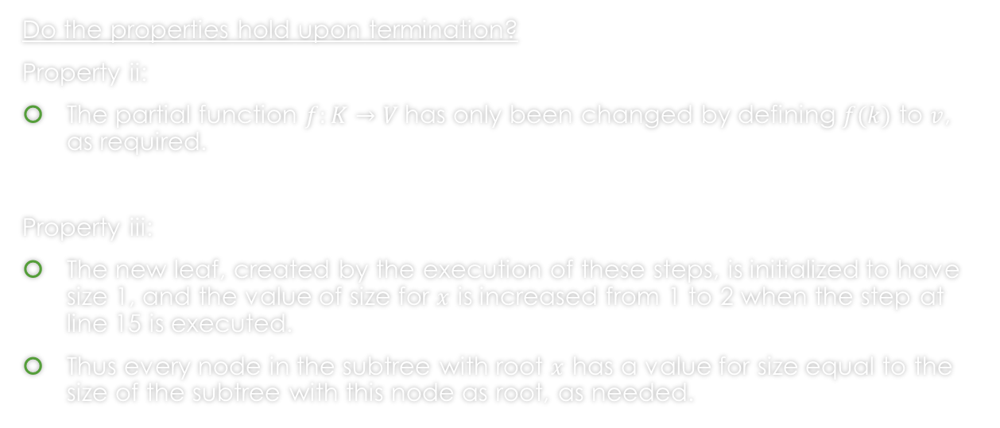 Do the properties hold upon termination?
Property ii:
The partial function f: K → V has only been changed by defining f(k) to v,
as required.
Property iii:
The new leaf, created by the execution of these steps, is initialized to have
size 1, and the value of size for x is increased from 1 to 2 when the step at
line 15 is executed.
Thus every node in the subtree with root x has a value for size equal to the
size of the subtree with this node as root, as needed.